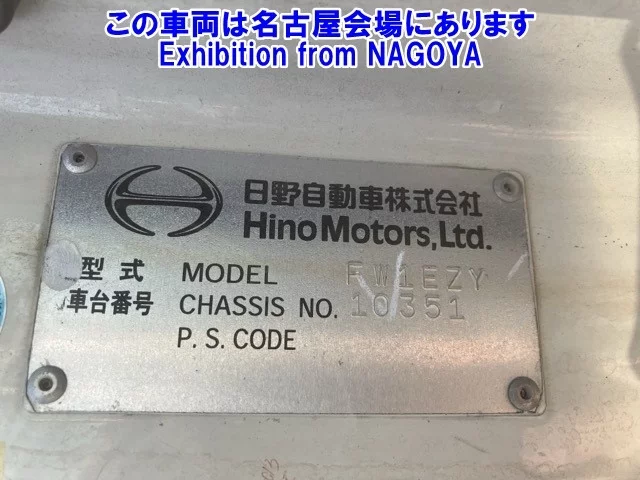 この車両は名古屋会場にあります
Exhibition from NAGOYA
日野自動車株式会社
Hino Motors, Ltd.
型式 MODEL FW1EZY
車台番号 CHASSIS NO. 10351
P. S. CODE